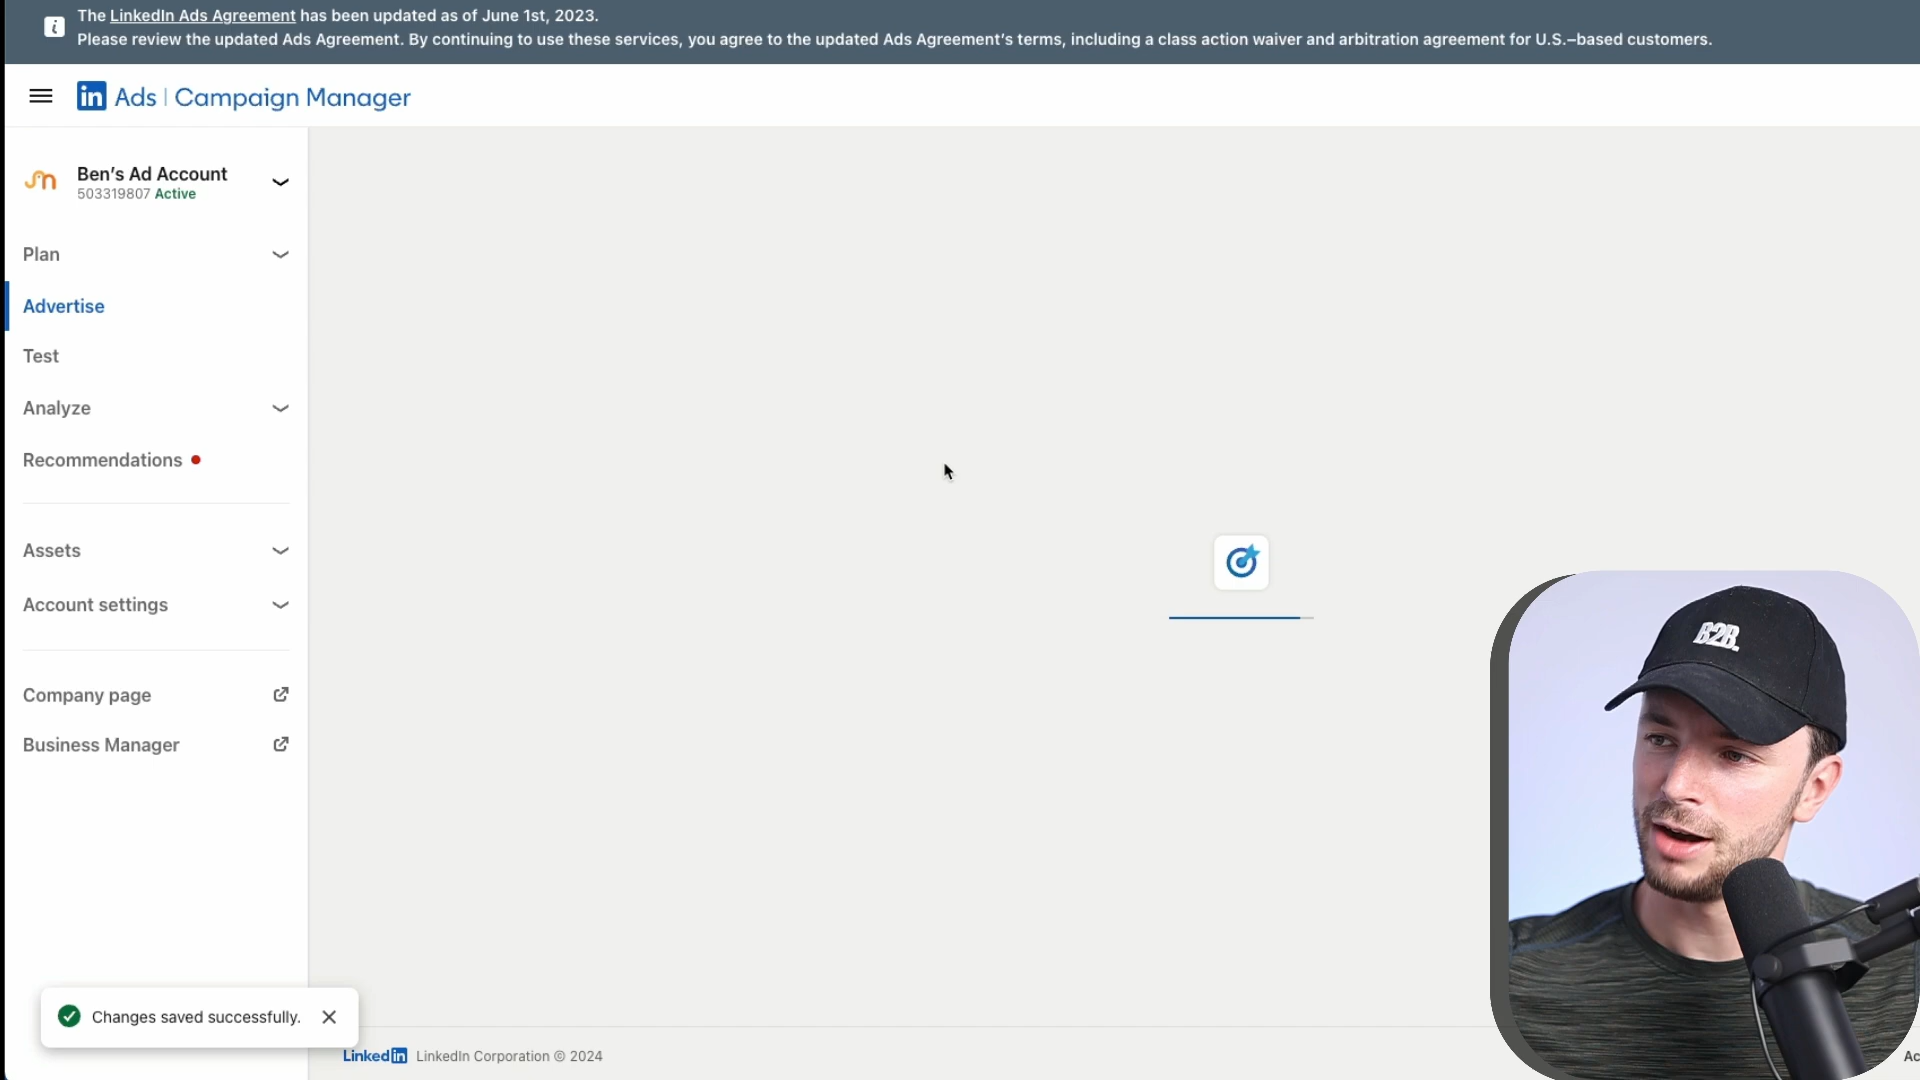 The LinkedIn Ads Agreement has been updated as of June 1st, 2023.
Please review the updated Ads Agreement. By continuing to use these services, you agree to the updated Ads Agreement's terms, including a class action waiver and arbitration agreement for U.S.–based customers.
in Ads | Campaign Manager
Ben's Ad Account
503319807 Active
Plan
Advertise
Test
Analyze
Recommendations
Assets
Account settings
Company page
Business Manager
B2B.
Changes saved successfully.
LinkedIn LinkedIn Corporation © 2024
Ac